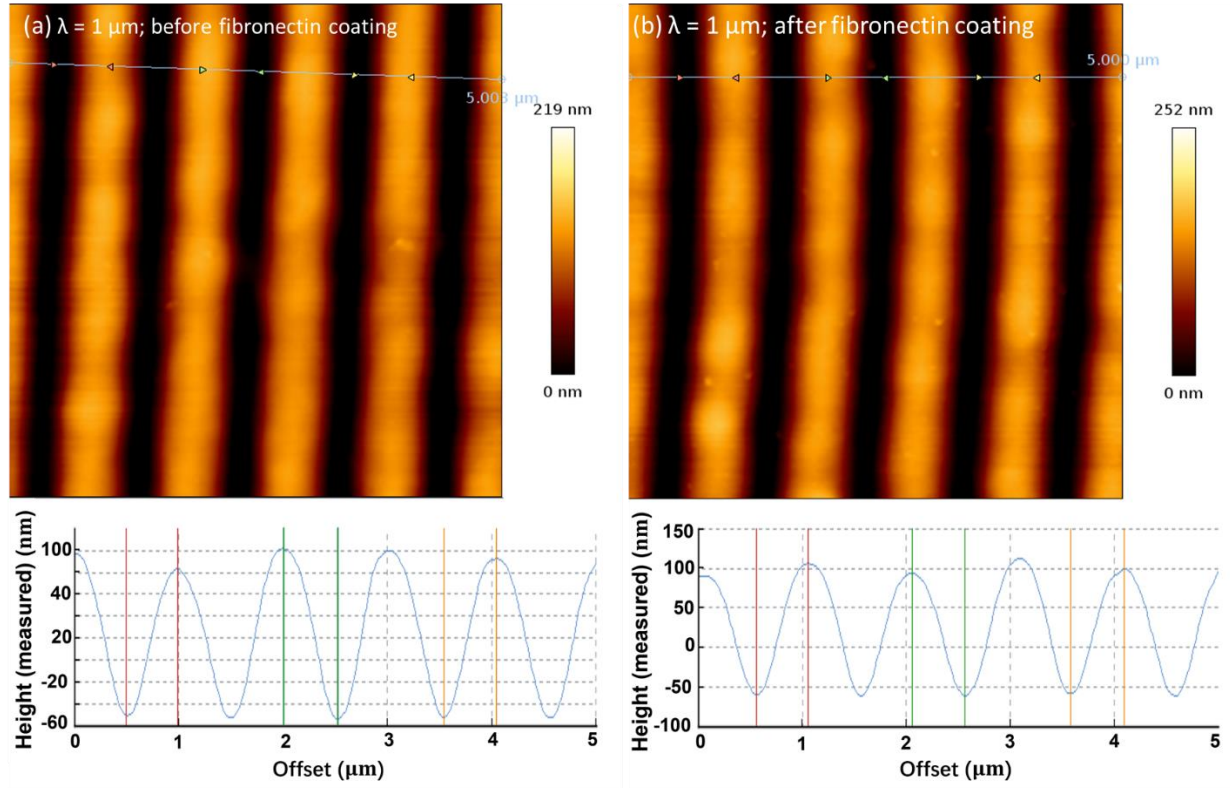 (a) λ = 1 μm; before fibronectin coating
5.003 μm
219 nm
0 nm
(b) λ = 1 μm; after fibronectin coating
5.000 μm
252 nm
0 nm
Height (measured) (nm)
100
40
20
-20
-60
0
1
2
3
4
5
Offset (μm)
Height (measured) (nm)
150
100
50
0
-50
-100
0
1
2
3
4
5
Offset (μm)